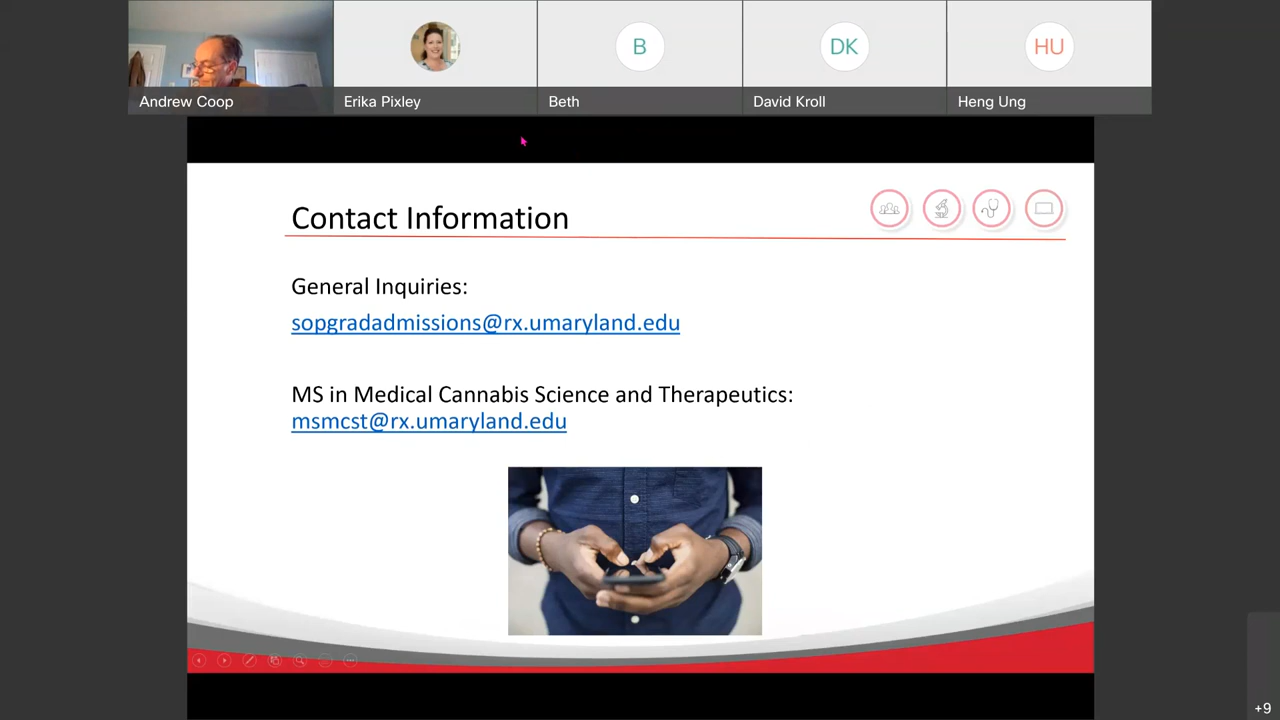 Andrew Coop
Erika Pixley
B
Beth
DK
David Kroll
HU
Heng Ung
Contact Information
General Inquiries:
sopgradadmissions@rx.umaryland.edu
MS in Medical Cannabis Science and Therapeutics:
msmcst@rx.umaryland.edu
+9